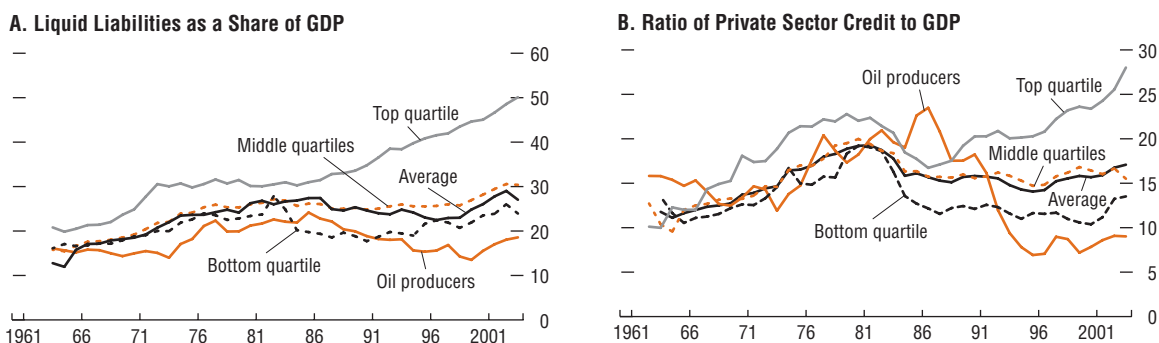 A. Liquid Liabilities as a Share of GDP
60
50
40
30
20
10
0
Top quartile
Middle quartiles
Average
Bottom quartile
Oil producers
1961 66 71 76 81 86 91 96 2001
B. Ratio of Private Sector Credit to GDP
30
25
20
15
10
5
0
Oil producers
Top quartile
Middle quartiles
Average
Bottom quartile
1961 66 71 76 81 86 91 96 2001